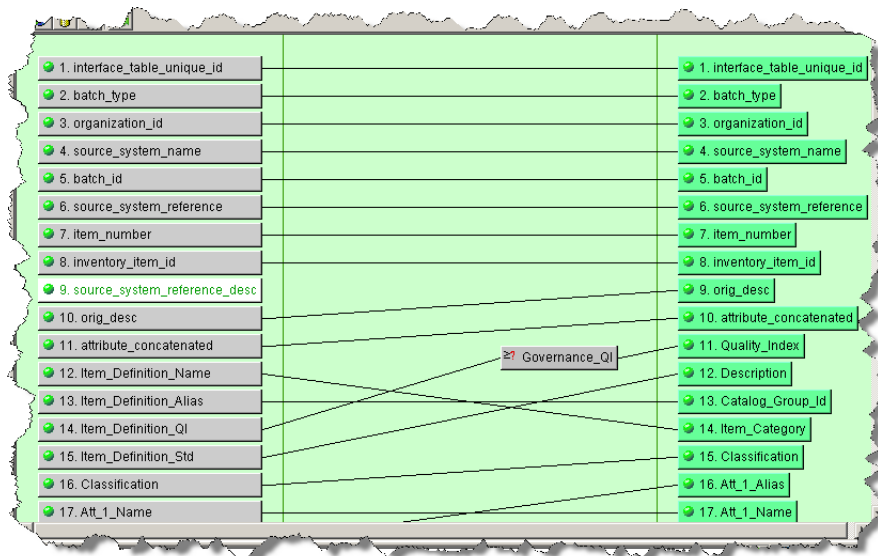 1. interface_table_unique_id
2. batch_type
3. organization_id
4. source_system_name
5. batch_id
6. source_system_reference
7. item_number
8. inventory_item_id
9. source_system_reference_desc
10. orig_desc
11. attribute_concatenated
12. Item_Definition_Name
13. Item_Definition_Alias
14. Item_Definition_QI
15. Item_Definition_Std
16. Classification
17. Att_1_Name
≥? Governance_QI
1. interface_table_unique_id
2. batch_type
3. organization_id
4. source_system_name
5. batch_id
6. source_system_reference
7. item_number
8. inventory_item_id
9. orig_desc
10. attribute_concatenated
11. Quality_Index
12. Description
13. Catalog_Group_Id
14. Item_Category
15. Classification
16. Att_1_Alias
17. Att_1_Name